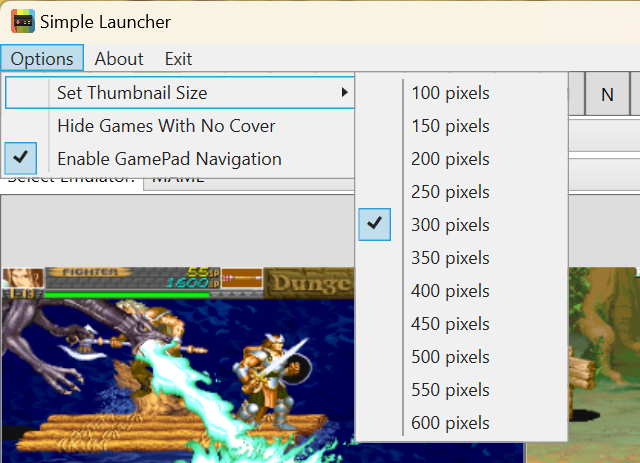 Simple Launcher
Options About Exit
Set Thumbnail Size
Hide Games With No Cover
Enable GamePad Navigation
100 pixels
150 pixels
200 pixels
250 pixels
300 pixels
350 pixels
400 pixels
450 pixels
500 pixels
550 pixels
600 pixels
N
Select Emulator: MAME
FIGHTER
55
1600
Dunge